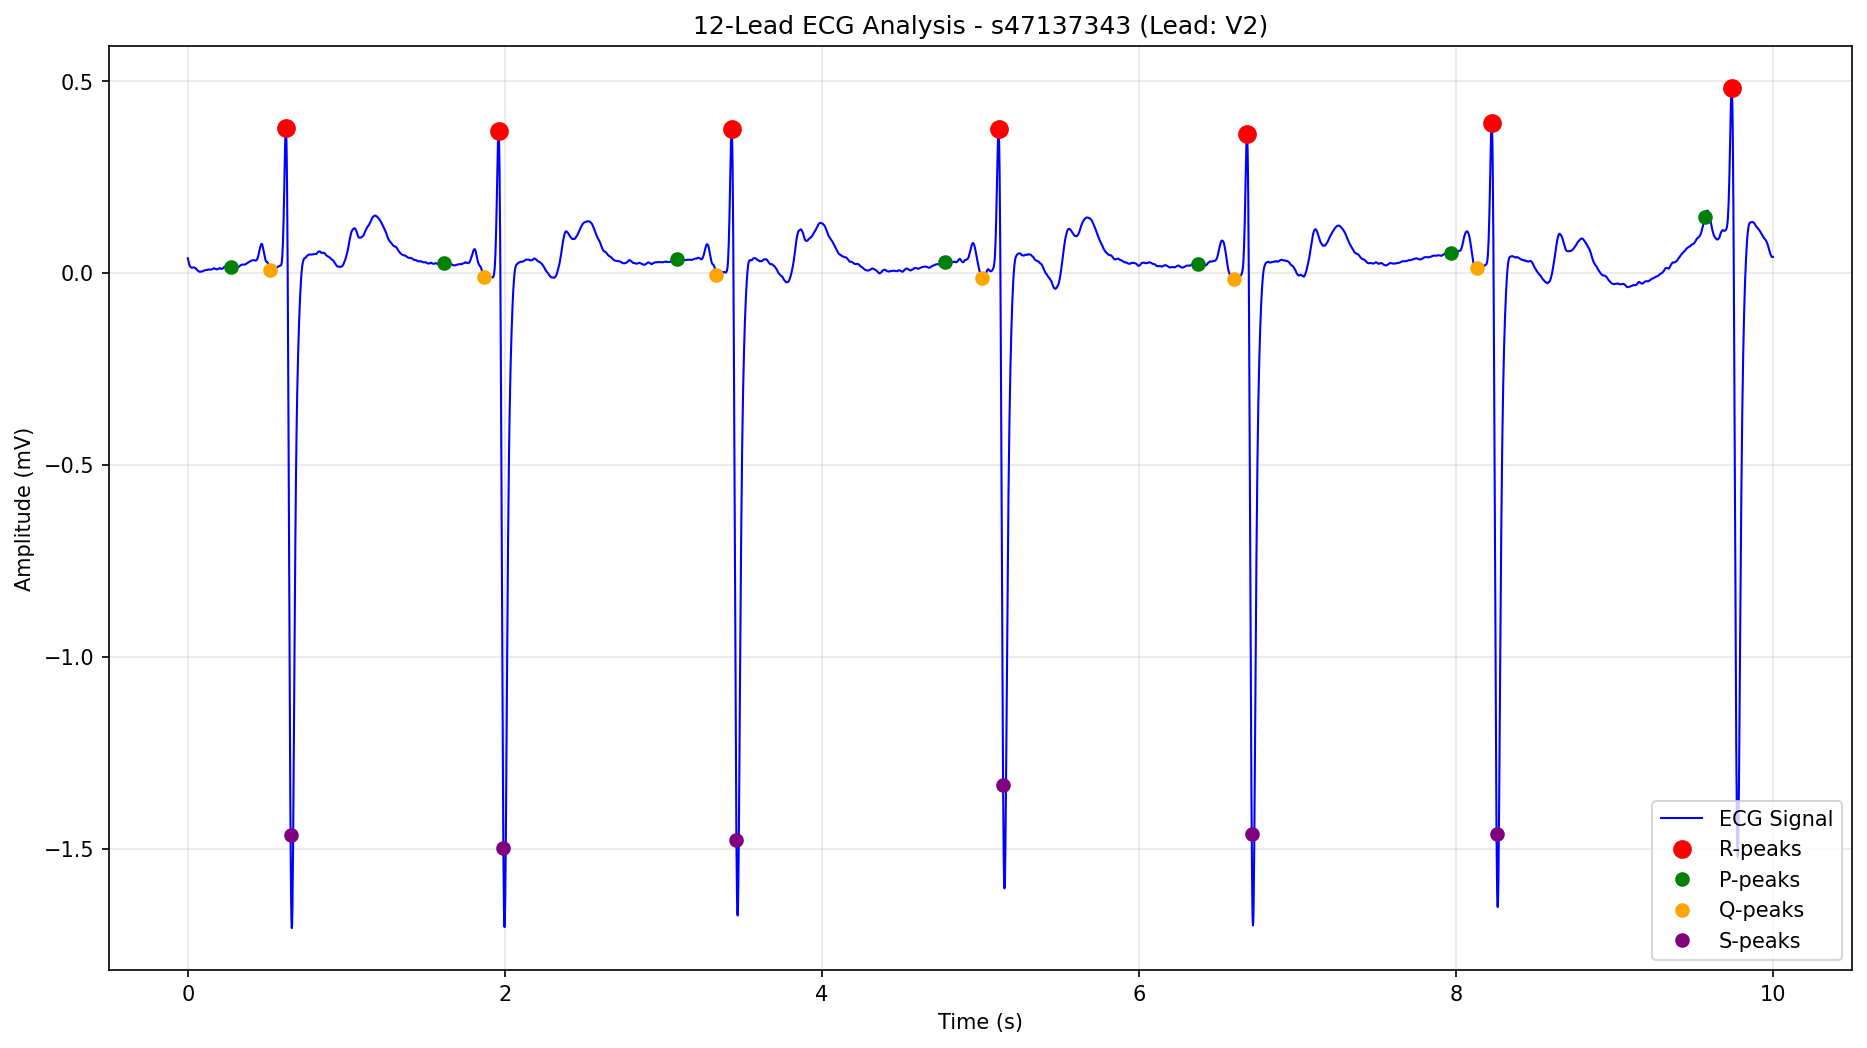 12-Lead ECG Analysis - s47137343 (Lead: V2)
0.5
0.0
−0.5
−1.0
−1.5
Amplitude (mV)
0
2
4
6
8
10
Time (s)
ECG Signal
R-peaks
P-peaks
Q-peaks
S-peaks